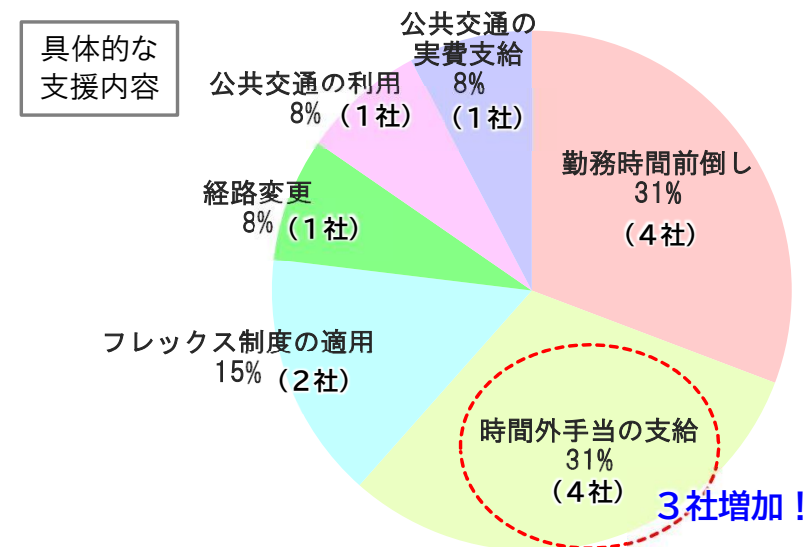 具体的な
支援内容
公共交通の
実費支給
8%
(1社)
公共交通の利用
8% (1社)
勤務時間前倒し
31%
(4社)
経路変更
8% (1社)
フレックス制度の適用
15% (2社)
時間外手当の支給
31%
(4社)
3社増加！